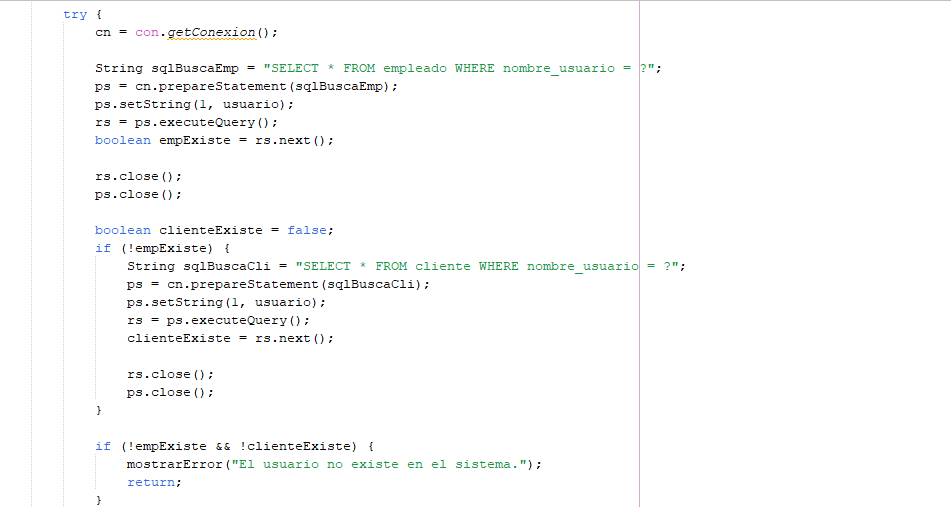 try {
cn = con.getConexion();
String sqlBuscaEmp = "SELECT * FROM empleado WHERE nombre_usuario = ?";
ps = cn.prepareStatement(sqlBuscaEmp);
ps.setString(1, usuario);
rs = ps.executeQuery();
boolean empExiste = rs.next();
rs.close();
ps.close();
boolean clienteExiste = false;
if (!empExiste) {
String sqlBuscaCli = "SELECT * FROM cliente WHERE nombre_usuario = ?";
ps = cn.prepareStatement(sqlBuscaCli);
ps.setString(1, usuario);
rs = ps.executeQuery();
clienteExiste = rs.next();
rs.close();
ps.close();
}
if (!empExiste && !clienteExiste) {
mostrarError("El usuario no existe en el sistema.");
return;
}